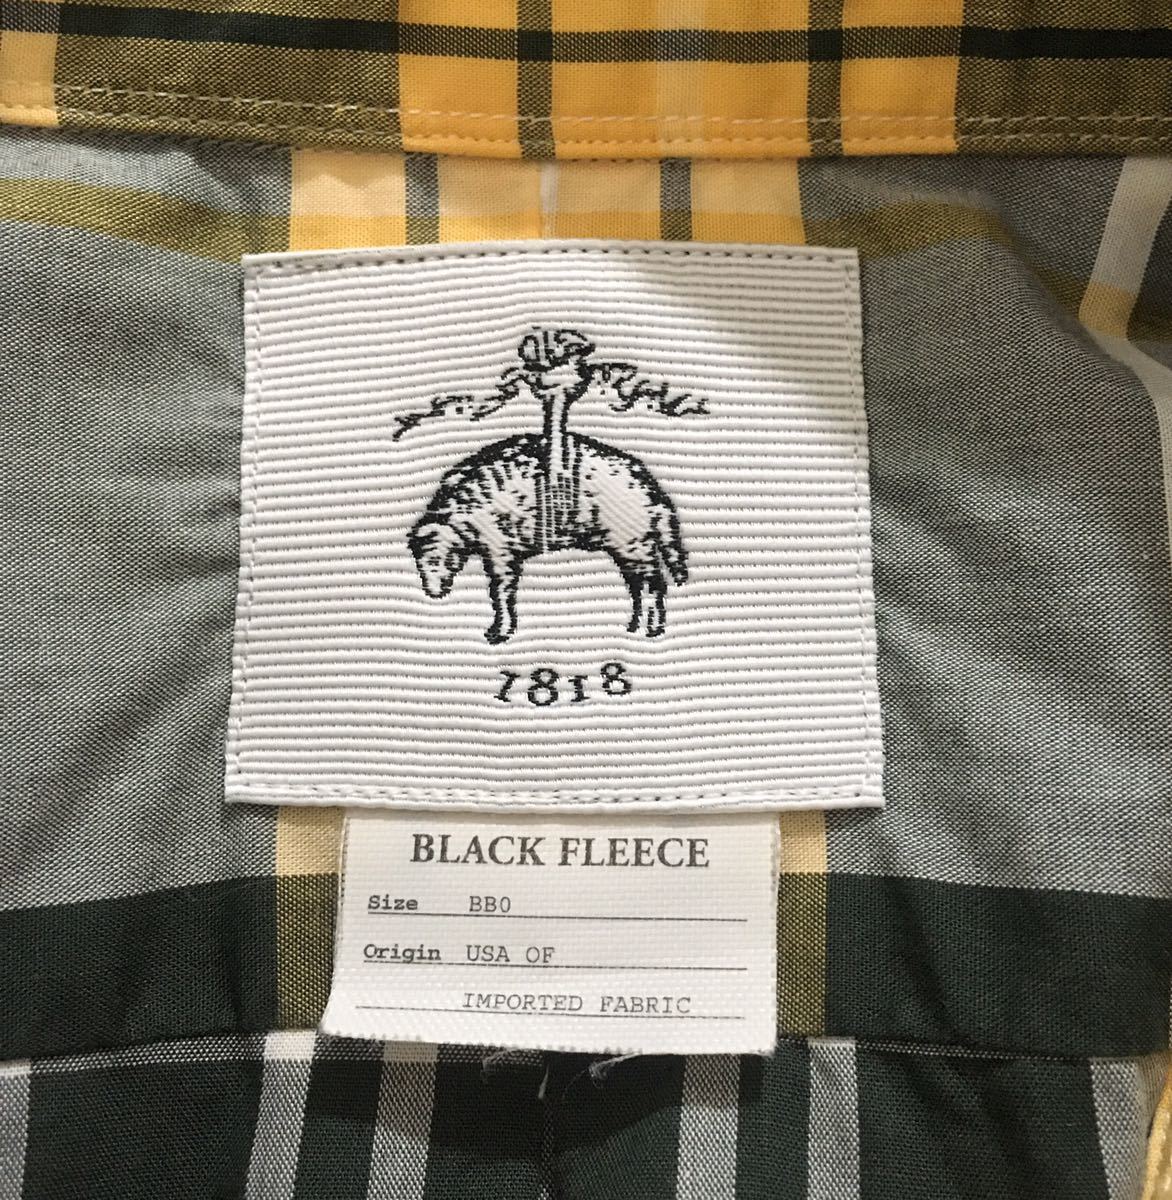 1818
BLACK FLEECE
Size BB0
Origin USA OF
IMPORTED FABRIC